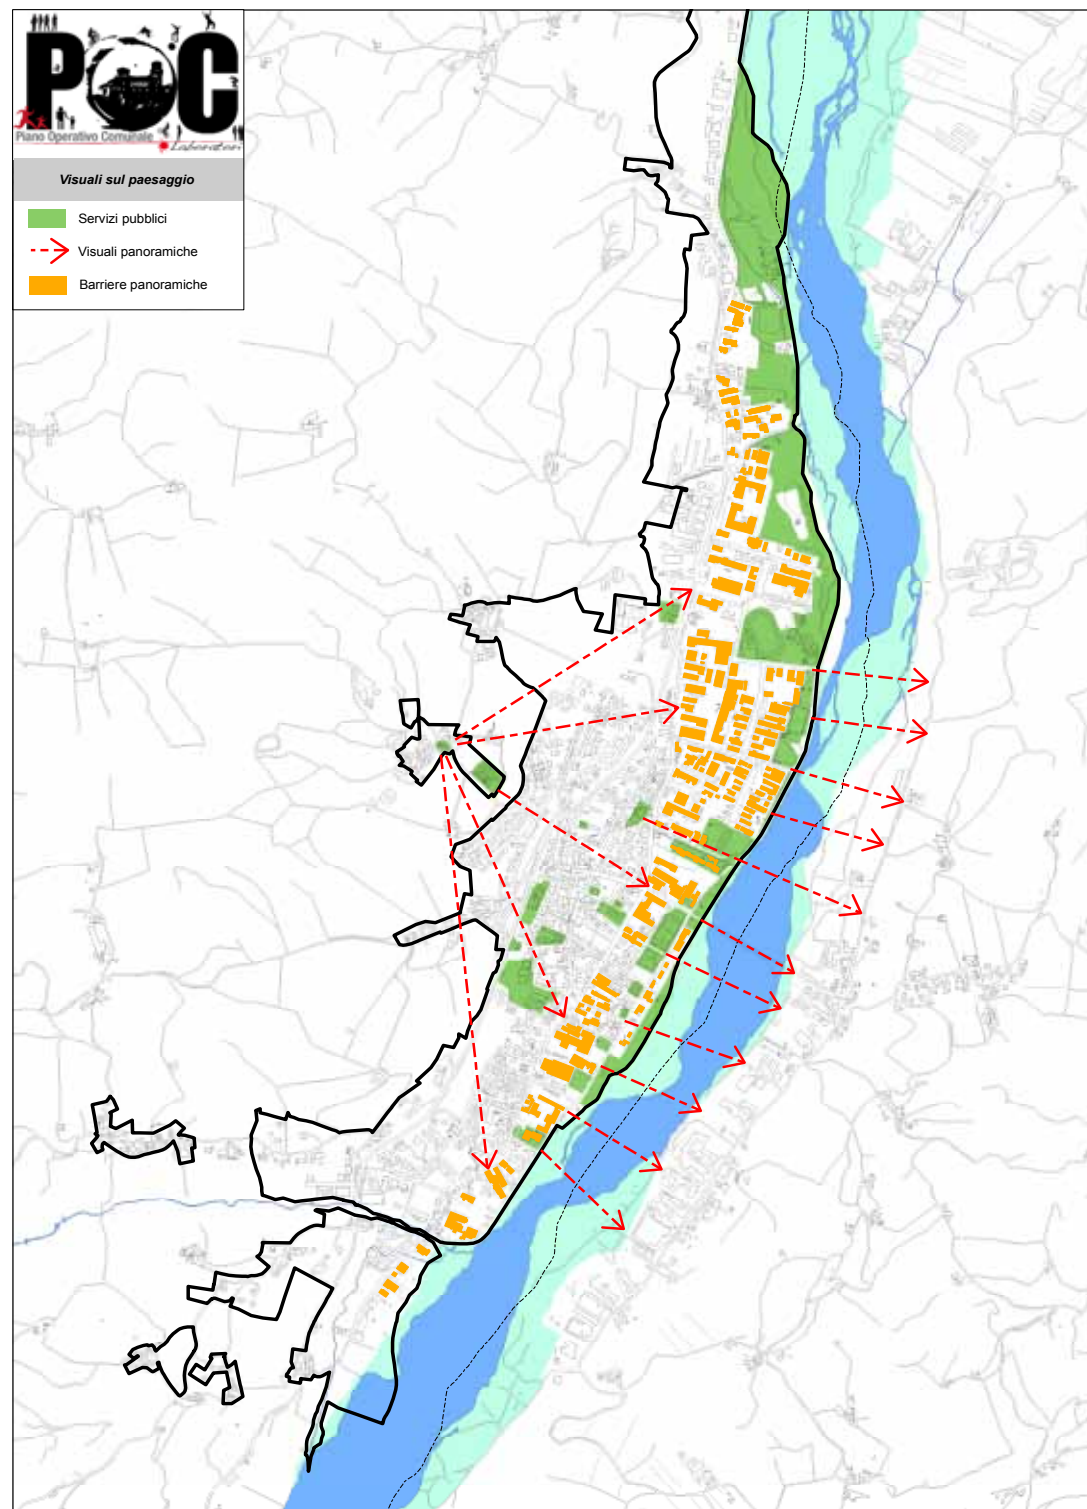 POC
Piano Operativo Comunale
Laboratori
Visuali sul paesaggio
Servizi pubblici
Visuali panoramiche
Barriere panoramiche